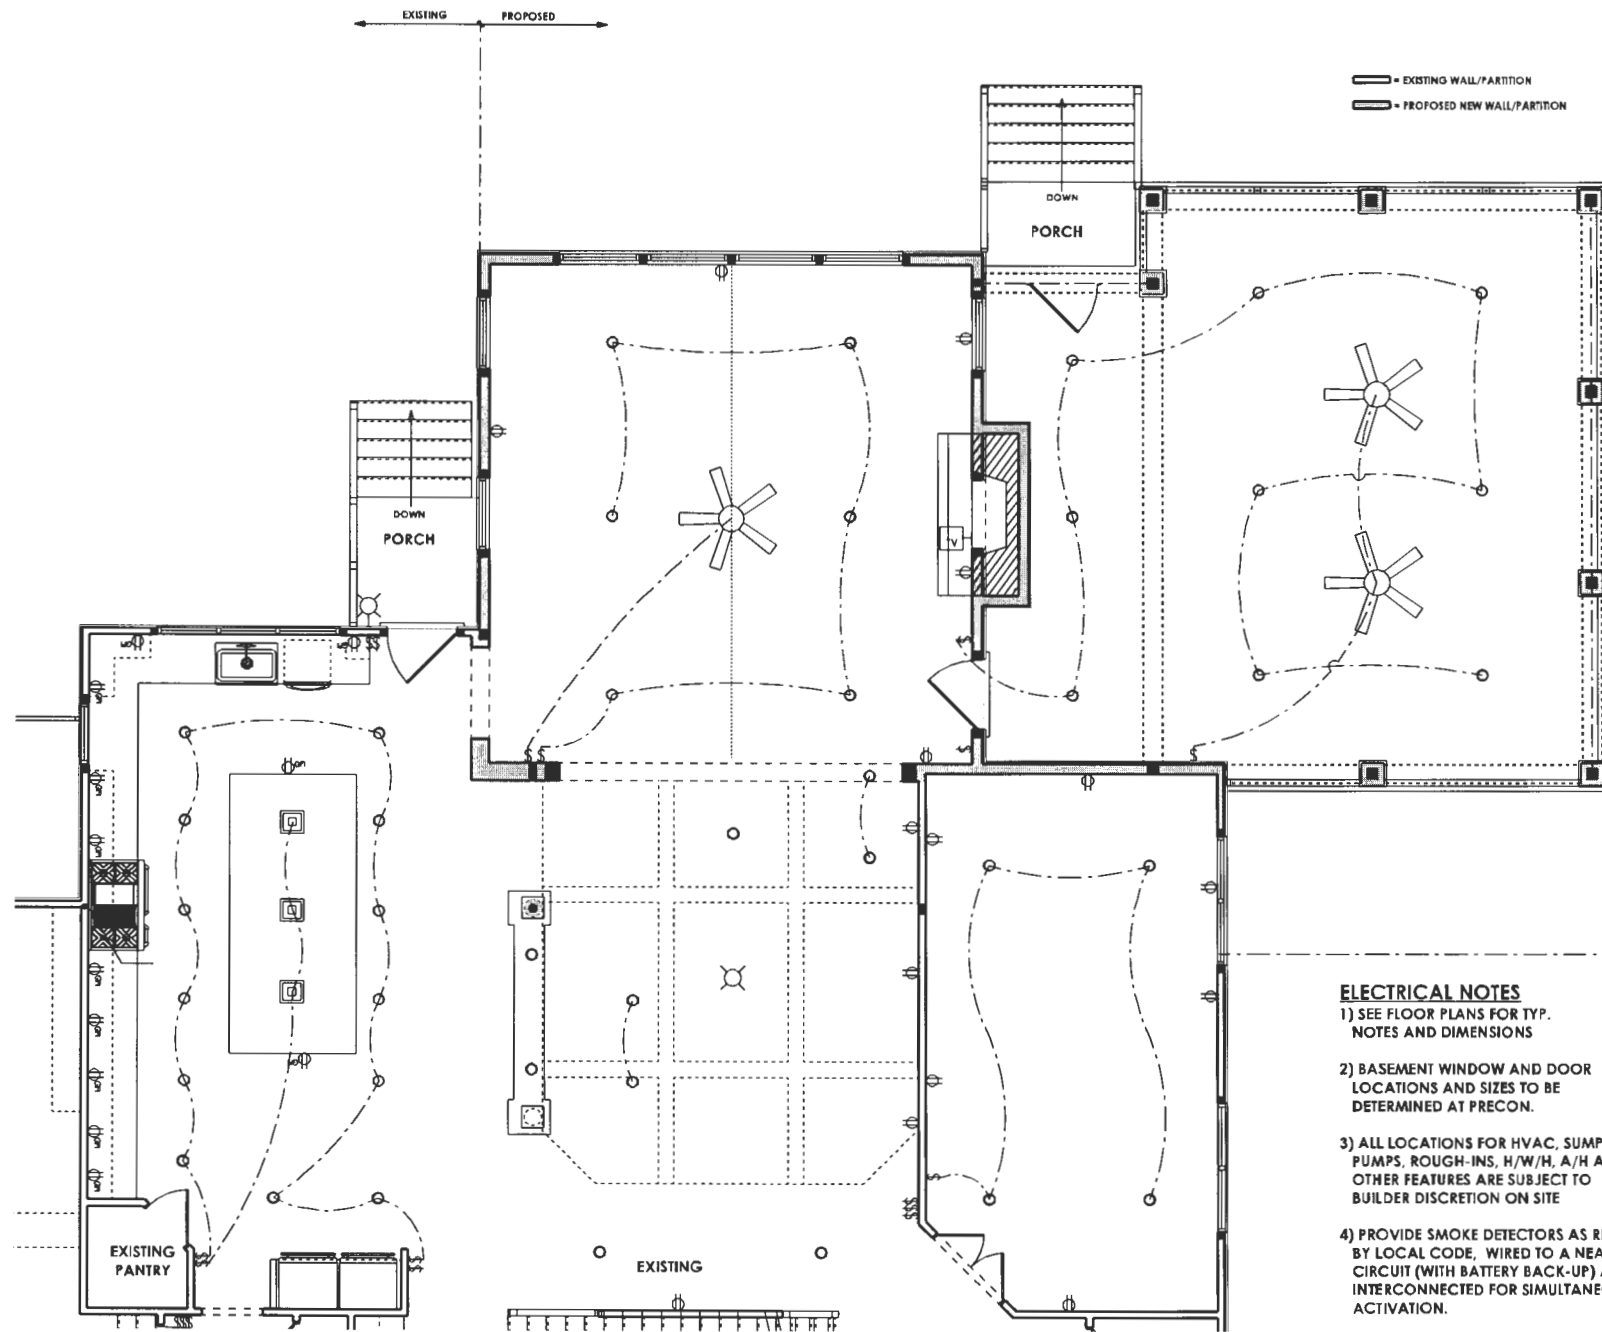 EXISTING
PROPOSED
= EXISTING WALL/PARTITION
= PROPOSED NEW WALL/PARTITION
DOWN
PORCH
DOWN
PORCH
V
EXISTING
PANTRY
EXISTING
ELECTRICAL NOTES
1) SEE FLOOR PLANS FOR TYP.
NOTES AND DIMENSIONS
2) BASEMENT WINDOW AND DOOR
LOCATIONS AND SIZES TO BE
DETERMINED AT PRECON.
3) ALL LOCATIONS FOR HVAC, SUMP
PUMPS, ROUGH-INS, H/W/H, A/H A
OTHER FEATURES ARE SUBJECT TO
BUILDER DISCRETION ON SITE
4) PROVIDE SMOKE DETECTORS AS R
BY LOCAL CODE, WIRED TO A NEA
CIRCUIT (WITH BATTERY BACK-UP)
INTERCONNECTED FOR SIMULTANE
ACTIVATION.